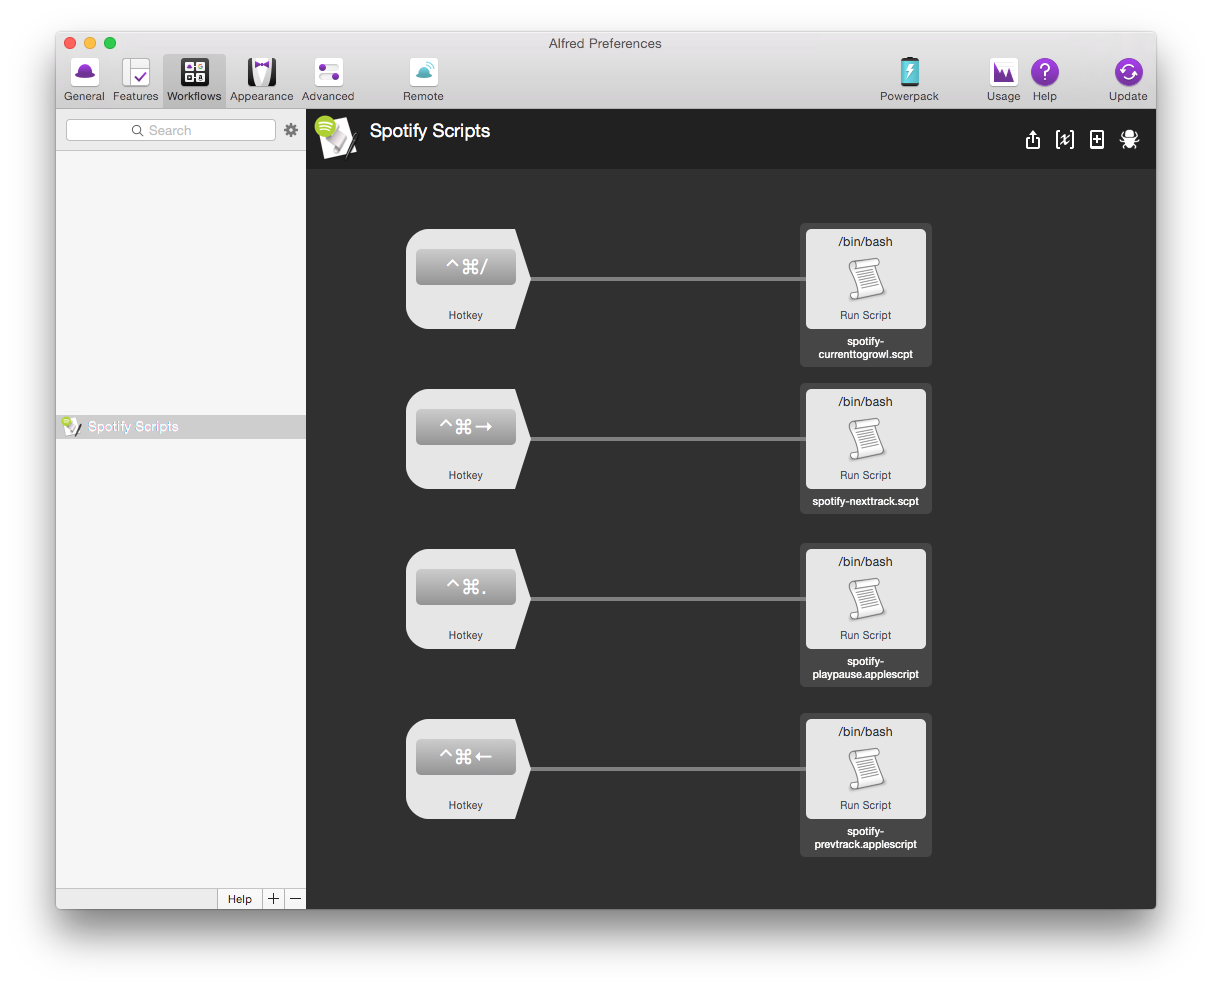 Alfred Preferences
General Features Workflows Appearance Advanced Remote Powerpack Usage Help Update
Search
Spotify Scripts
Spotify Scripts
^⌘/
Hotkey
/bin/bash
Run Script
spotify-
currenttogrowl.scpt
^⌘→
Hotkey
/bin/bash
Run Script
spotify-nexttrack.scpt
^⌘.
Hotkey
/bin/bash
Run Script
spotify-
playpause.applescript
^⌘←
Hotkey
/bin/bash
Run Script
spotify-
prevtrack.applescript
Help + −